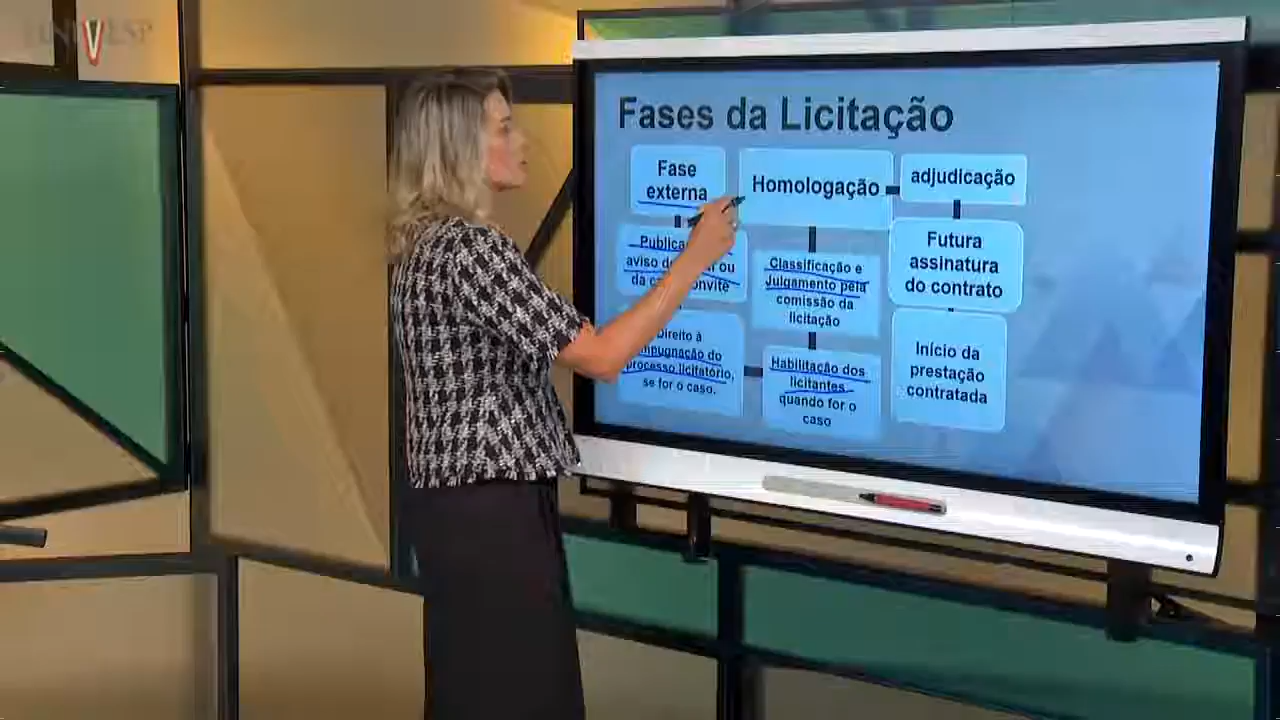 UNIVESP
Fases da Licitação
Fase
externa
aviso
ou
da
Direito à
impugnação do
processo licitatório,
se for o caso.
Homologação
Classificação e
Julgamento pela
comissão da
licitação
Habilitação dos
licitantes
quando for o
caso
adjudicação
Futura
assinatura
do contrato
Início da
prestação
contratada